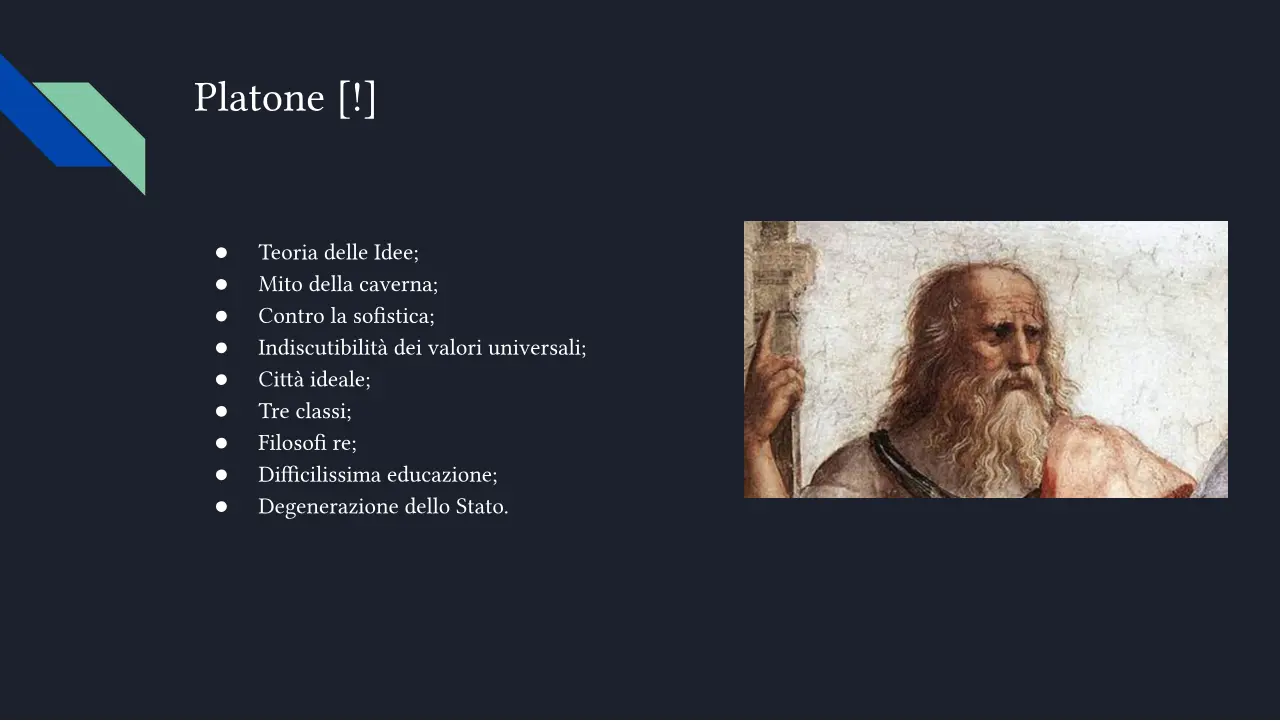 Platone [!]
● Teoria delle Idee;
● Mito della caverna;
● Contro la sofistica;
● Indiscutibilità dei valori universali;
● Città ideale;
● Tre classi;
● Filosofi re;
● Difficilissima educazione;
● Degenerazione dello Stato.